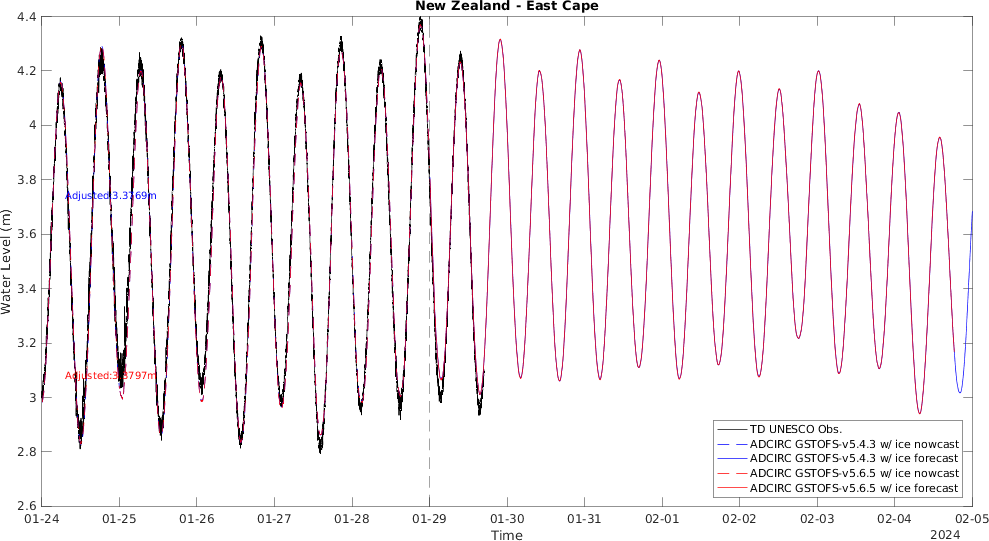 New Zealand - East Cape
Water Level (m)
4.4
4.2
4
3.8
3.6
3.4
3.2
3
2.8
2.6
Adjusted:3.3769m
Adjusted:3.3797m
TD UNESCO Obs.
ADCIRC GSTOFS-v5.4.3 w/ ice nowcast
ADCIRC GSTOFS-v5.4.3 w/ ice forecast
ADCIRC GSTOFS-v5.6.5 w/ ice nowcast
ADCIRC GSTOFS-v5.6.5 w/ ice forecast
01-24 01-25 01-26 01-27 01-28 01-29 01-30 01-31 02-01 02-02 02-03 02-04 02-05
Time
2024